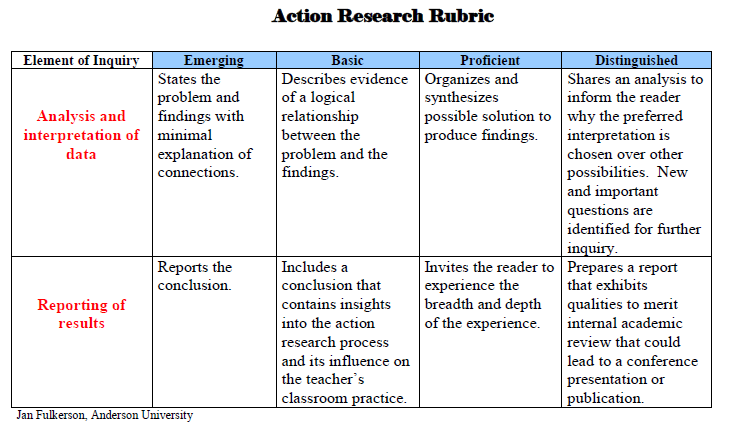 Action Research Rubric
Element of Inquiry
Emerging
Basic
Proficient
Distinguished
Analysis and
interpretation of
data
States the
problem and
findings with
minimal
explanation of
connections.
Describes evidence
of a logical
relationship
between the
problem and the
findings.
Organizes and
synthesizes
possible solution to
produce findings.
Shares an analysis to
inform the reader
why the preferred
interpretation is
chosen over other
possibilities.  New
and important
questions are
identified for further
inquiry.
Reporting of
results
Reports the
conclusion.
Includes a
conclusion that
contains insights
into the action
research process
and its influence on
the teacher's
classroom practice.
Invites the reader to
experience the
breadth and depth
of the experience.
Prepares a report
that exhibits
qualities to merit
internal academic
review that could
lead to a conference
presentation or
publication.
Jan Fulkerson, Anderson University